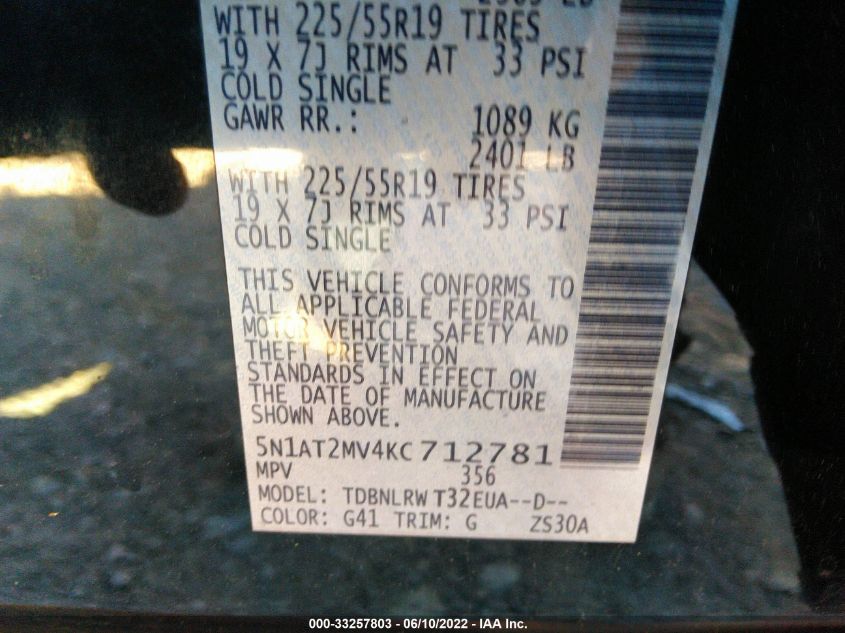 WITH 225/55R19 TIRES
19 X 7J RIMS AT 33 PSI
COLD SINGLE
GAWR RR.: 1089 KG
2401 LB
WITH 225/55R19 TIRES
19 X 7J RIMS AT 33 PSI
COLD SINGLE
THIS VEHICLE CONFORMS TO
ALL APPLICABLE FEDERAL
MOTOR VEHICLE SAFETY AND
THEFT PREVENTION
STANDARDS IN EFFECT ON
THE DATE OF MANUFACTURE
SHOWN ABOVE.
5N1AT2MV4KC712781
MPV 356
MODEL: TDBNLRW T32EUA--D--
COLOR: G41 TRIM: G ZS30A
000-33257803 - 06/10/2022 - IAA Inc.